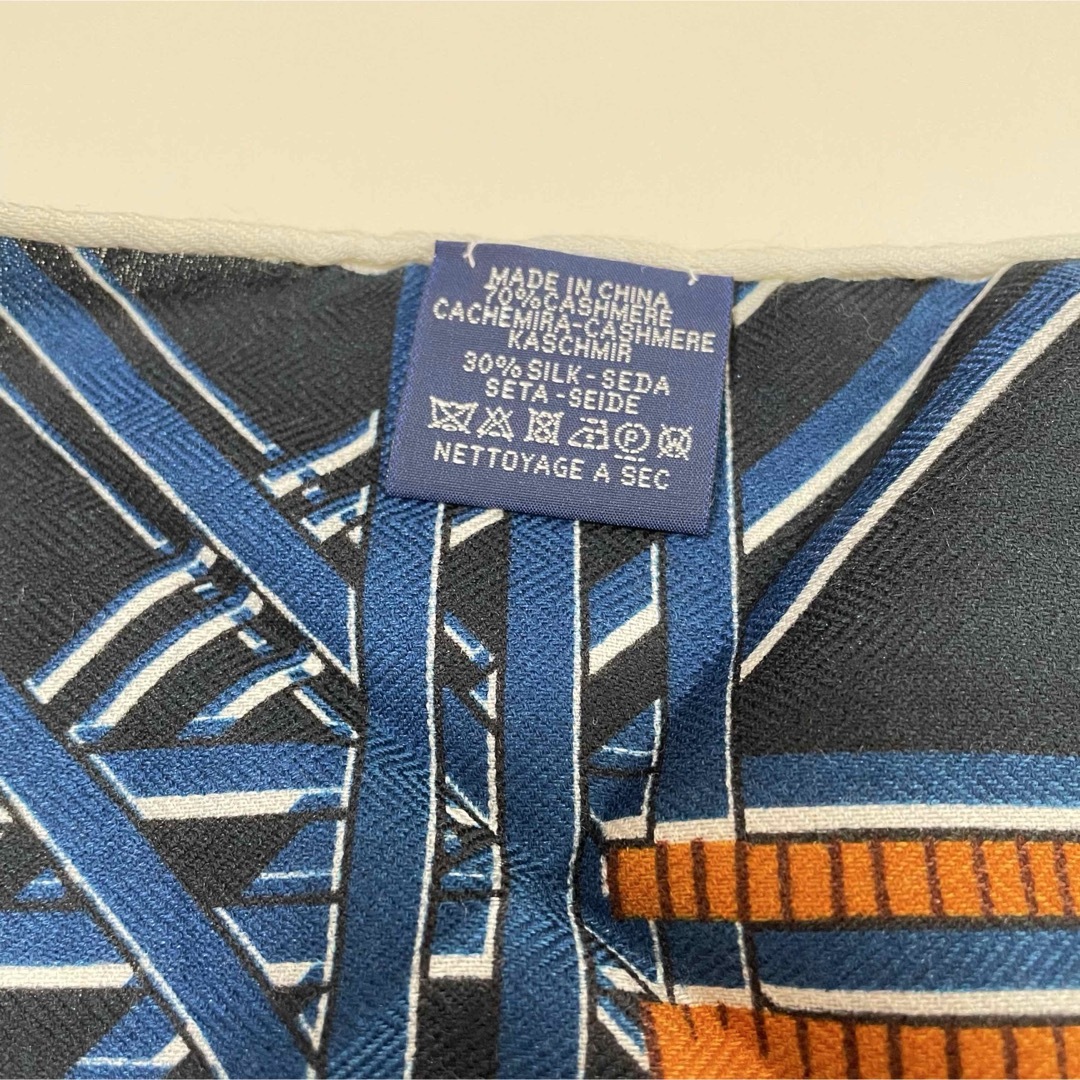 MADE IN CHINA
70%CASHMERE
CACHEMIRA-CASHMERE
KASCHMIR
30% SILK-SEDA
SETA-SEIDE
P W
NETTOYAGE A SEC